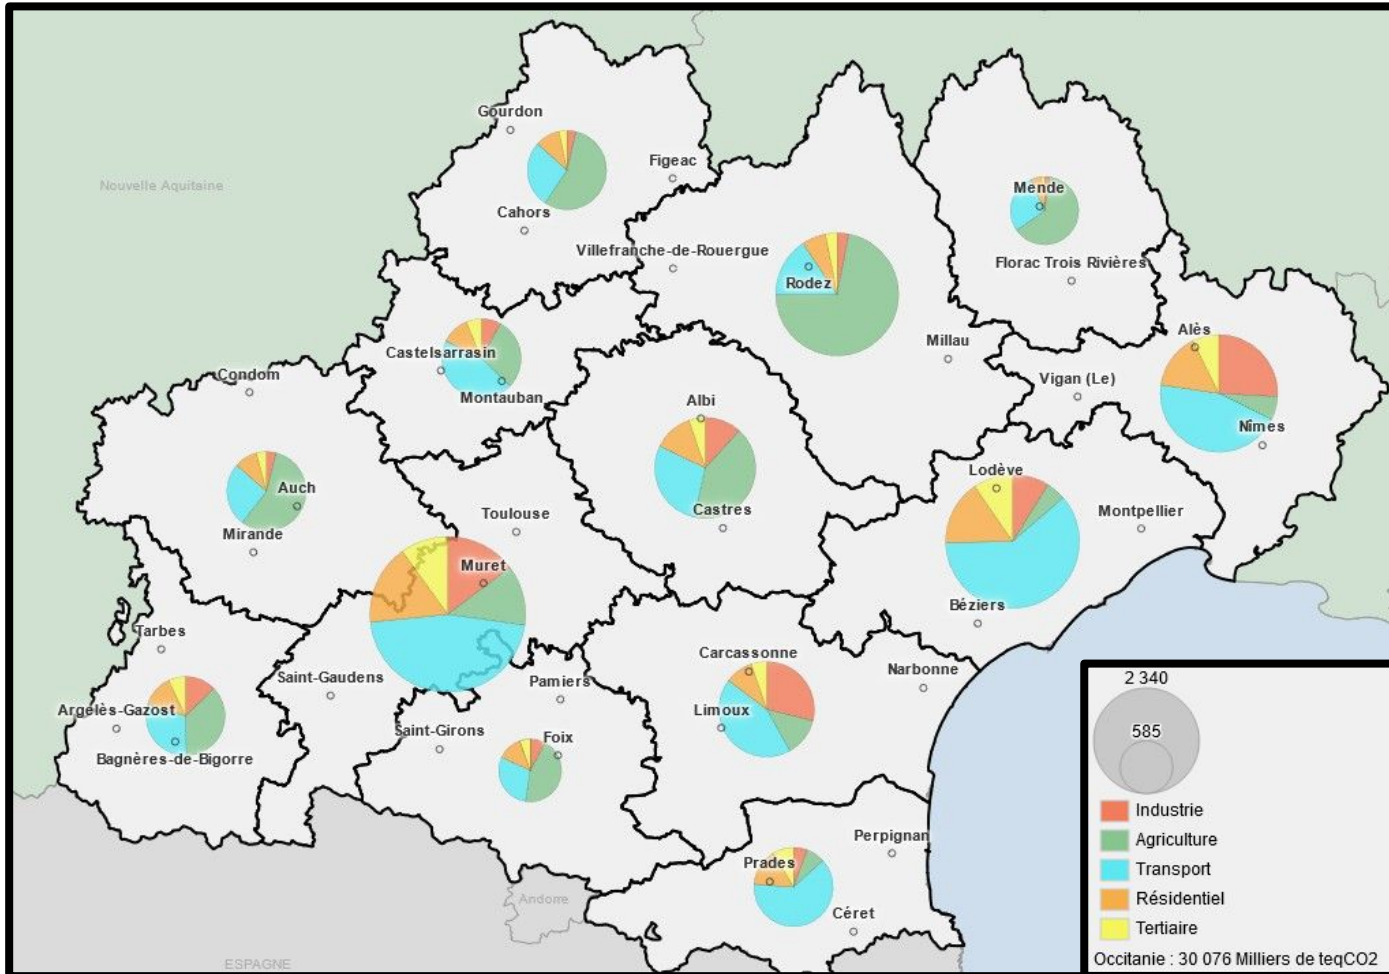 Gourdon
Figeac
Nouvelle Aquitaine
Cahors
Mende
Villefranche-de-Rouergue
Florac Trois Rivières
Rodez
Alès
Millau
Castelsarrasin
Condom
Vigan (Le)
Montauban
Albi
Nîmes
Lodève
Auch
Castres
Montpellier
Toulouse
Mirande
Muret
Béziers
Tarbes
Carcassonne
Narbonne
Saint-Gaudens
Pamiers
Argelès-Gazost
Limoux
Saint-Girons
Foix
Bagnères-de-Bigorre
Perpignan
Prades
Andorre
Céret
ESPAGNE
2 340
585
Industrie
Agriculture
Transport
Résidentiel
Tertiaire
Occitanie : 30 076 Milliers de teqCO2